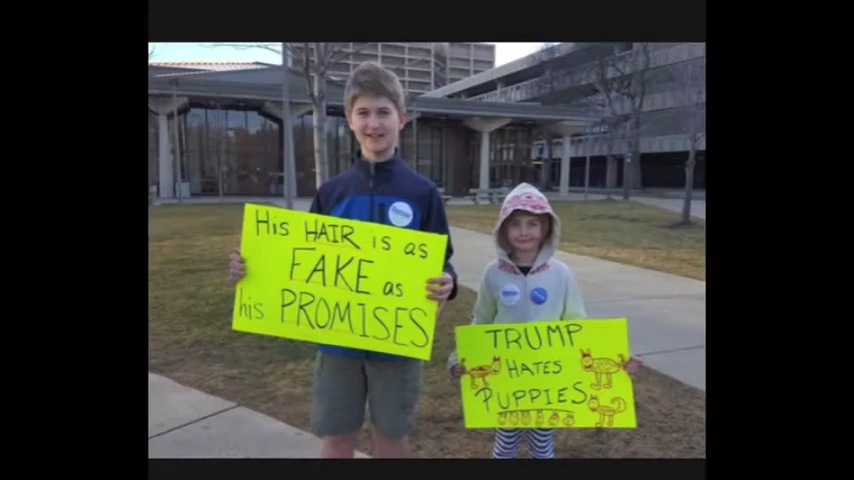 His HAIR is as
FAKE as
his PROMISES
TRUMP
HATES
PUPPIES